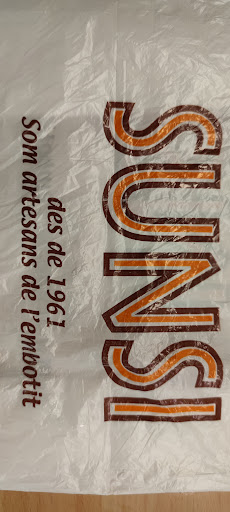 SUNSI
des de 1961
Som artesans de l'embotit